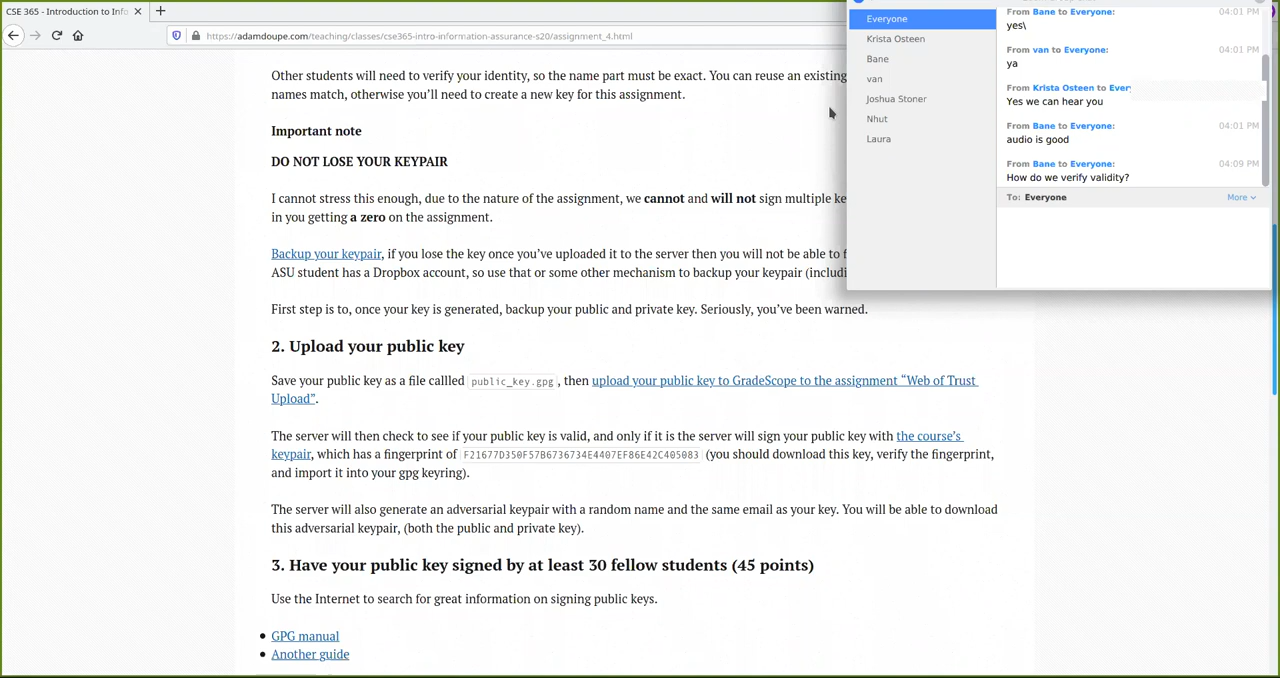 CSE 365 - Introduction to Info
https://adamdoupe.com/teaching/classes/cse365-intro-information-assurance-s20/assignment_4.html
Other students will need to verify your identity, so the name part must be exact. You can reuse an existing
names match, otherwise you'll need to create a new key for this assignment.
Important note
DO NOT LOSE YOUR KEYPAIR
I cannot stress this enough, due to the nature of the assignment, we cannot and will not sign multiple ke
in you getting a zero on the assignment.
Backup your keypair, if you lose the key once you've uploaded it to the server then you will not be able to f
ASU student has a Dropbox account, so use that or some other mechanism to backup your keypair (includi
First step is to, once your key is generated, backup your public and private key. Seriously, you've been warned.
2. Upload your public key
Save your public key as a file callled public_key.gpg, then upload your public key to GradeScope to the assignment “Web of Trust
Upload”.
The server will then check to see if your public key is valid, and only if it is the server will sign your public key with the course's
keypair, which has a fingerprint of F21677D350F57B6736734E4407EF86E42C405083 (you should download this key, verify the fingerprint,
and import it into your gpg keyring).
The server will also generate an adversarial keypair with a random name and the same email as your key. You will be able to download
this adversarial keypair, (both the public and private key).
3. Have your public key signed by at least 30 fellow students (45 points)
Use the Internet to search for great information on signing public keys.
GPG manual
Another guide
Everyone
Krista Osteen
Bane
van
Joshua Stoner
Nhut
Laura
From Bane to Everyone: 04:01 PM
yes\
From van to Everyone: 04:01 PM
ya
From Krista Osteen to Every
Yes we can hear you
From Bane to Everyone: 04:01 PM
audio is good
From Bane to Everyone: 04:09 PM
How do we verify validity?
To: Everyone More